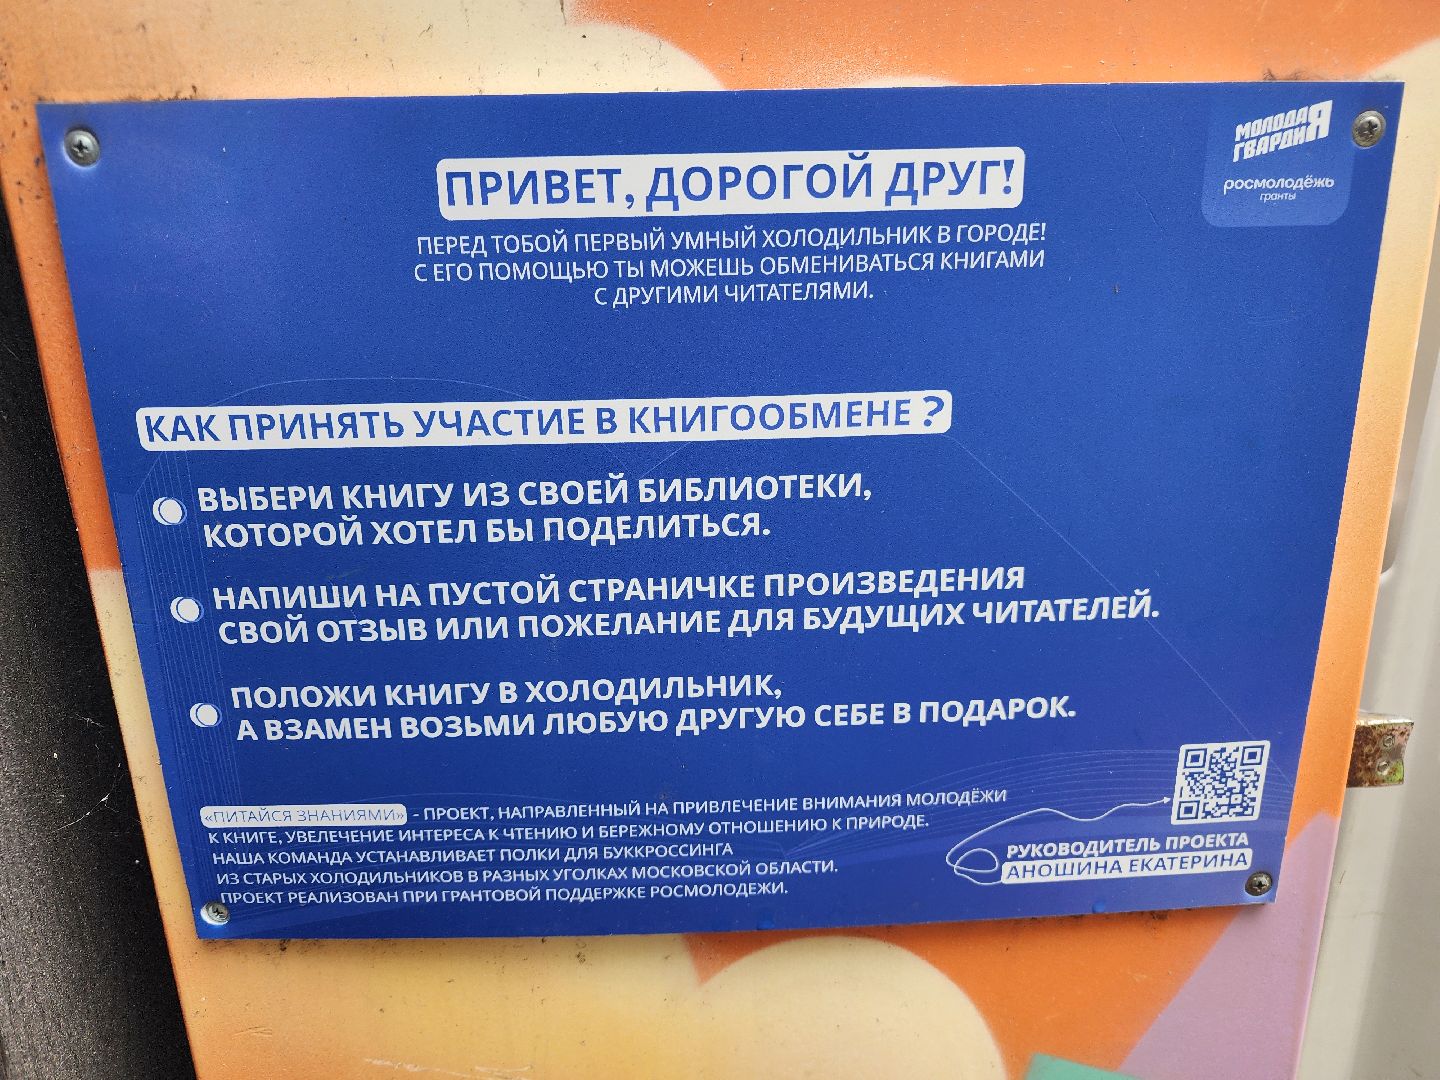 МОЛОДАЯ
ГВАРДИЯ
росмолодёжь
гранты
ПРИВЕТ, ДОРОГОЙ ДРУГ!
ПЕРЕД ТОБОЙ ПЕРВЫЙ УМНЫЙ ХОЛОДИЛЬНИК В ГОРОДЕ!
С ЕГО ПОМОЩЬЮ ТЫ МОЖЕШЬ ОБМЕНИВАТЬСЯ КНИГАМИ
С ДРУГИМИ ЧИТАТЕЛЯМИ.
КАК ПРИНЯТЬ УЧАСТИЕ В КНИГООБМЕНЕ ?
ВЫБЕРИ КНИГУ ИЗ СВОЕЙ БИБЛИОТЕКИ,
КОТОРОЙ ХОТЕЛ БЫ ПОДЕЛИТЬСЯ.
НАПИШИ НА ПУСТОЙ СТРАНИЧКЕ ПРОИЗВЕДЕНИЯ
СВОЙ ОТЗЫВ ИЛИ ПОЖЕЛАНИЕ ДЛЯ БУДУЩИХ ЧИТАТЕЛЕЙ.
ПОЛОЖИ КНИГУ В ХОЛОДИЛЬНИК,
А ВЗАМЕН ВОЗЬМИ ЛЮБУЮ ДРУГУЮ СЕБЕ В ПОДАРОК.
«ПИТАЙСЯ ЗНАНИЯМИ» - ПРОЕКТ, НАПРАВЛЕННЫЙ НА ПРИВЛЕЧЕНИЕ ВНИМАНИЯ МОЛОДЁЖИ
К КНИГЕ, УВЕЛЕЧЕНИЕ ИНТЕРЕСА К ЧТЕНИЮ И БЕРЕЖНОМУ ОТНОШЕНИЮ К ПРИРОДЕ.
НАША КОМАНДА УСТАНАВЛИВАЕТ ПОЛКИ ДЛЯ БУККРОССИНГА
ИЗ СТАРЫХ ХОЛОДИЛЬНИКОВ В РАЗНЫХ УГОЛКАХ МОСКОВСКОЙ ОБЛАСТИ.
ПРОЕКТ РЕАЛИЗОВАН ПРИ ГРАНТОВОЙ ПОДДЕРЖКЕ РОСМОЛОДЕЖИ.
РУКОВОДИТЕЛЬ ПРОЕКТА
АНОШИНА ЕКАТЕРИНА